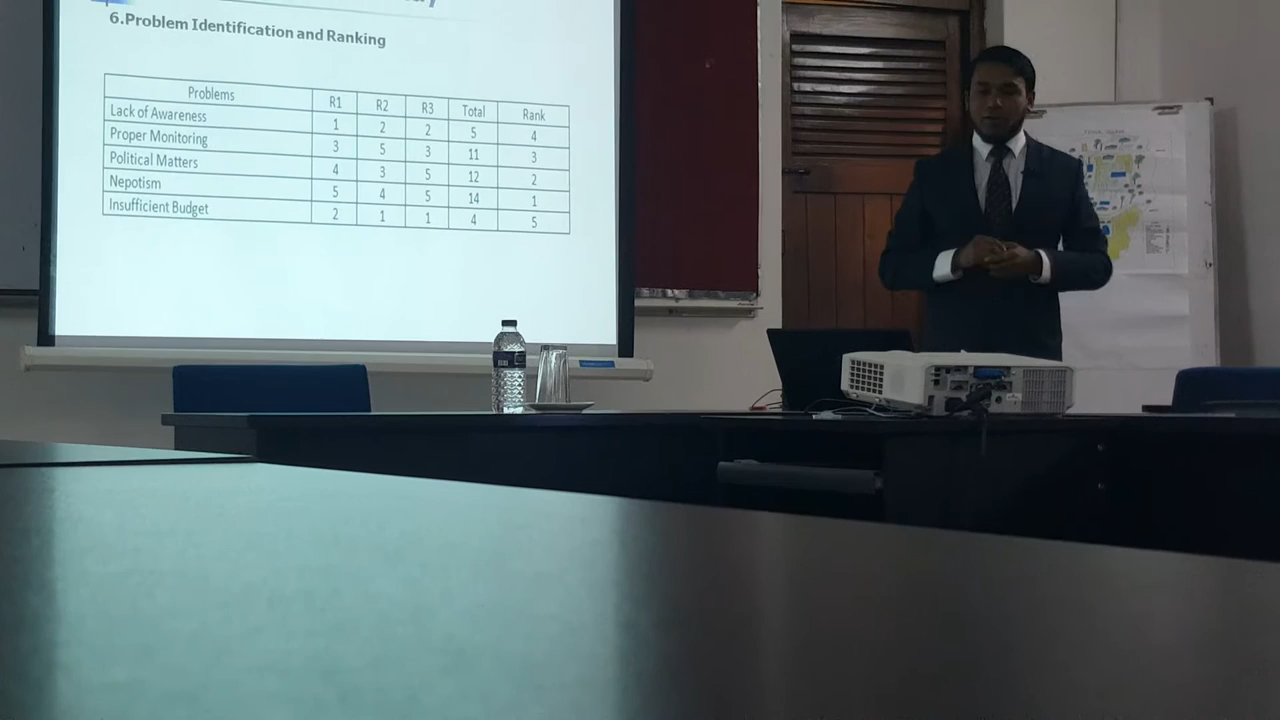 6.Problem Identification and Ranking
Problems R1 R2 R3 Total Rank
Lack of Awareness 1 2 2 5 4
Proper Monitoring 3 5 3 11 3
Political Matters 4 3 5 12 2
Nepotism 5 4 5 14 1
Insufficient Budget 2 1 1 4 5